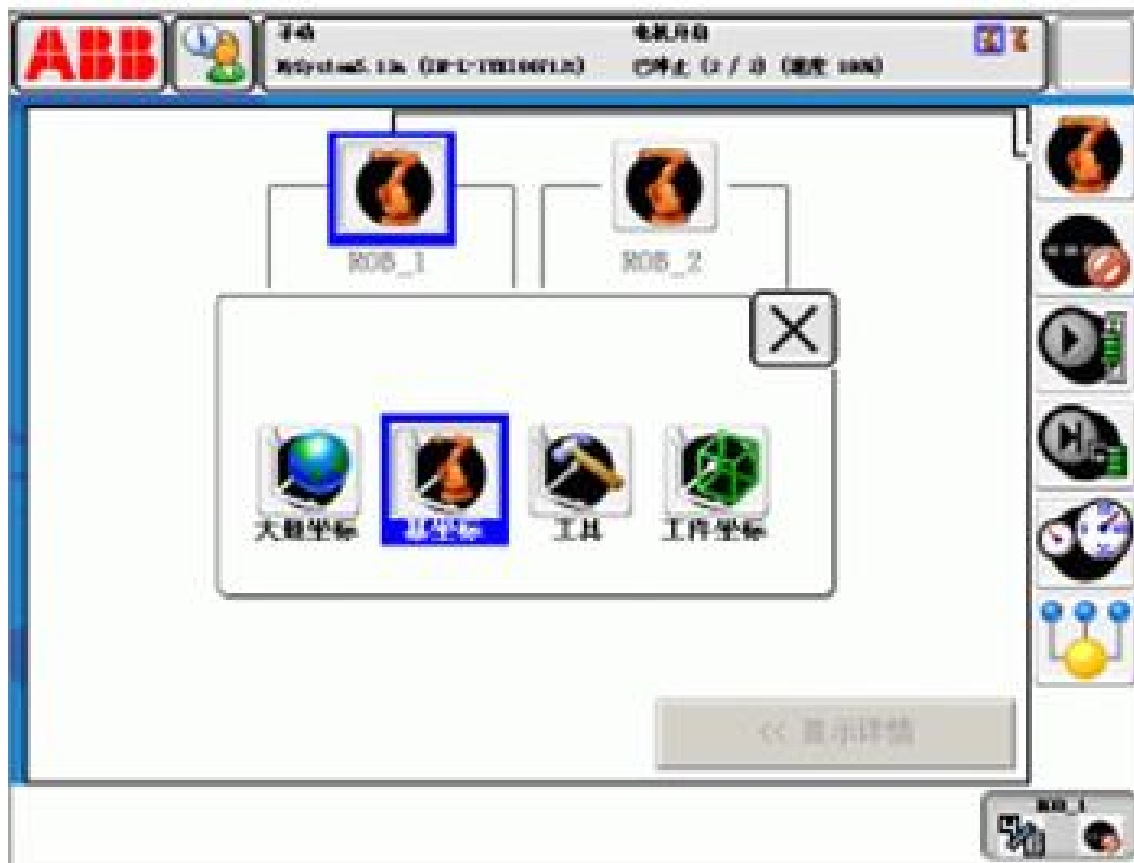 ABB
手动
电机开启
已停止 (2 / 2) (速度 100%)
ROB_1
ROB_2
大地坐标
基坐标
工具
工件坐标
<< 显示详情
ROB_1